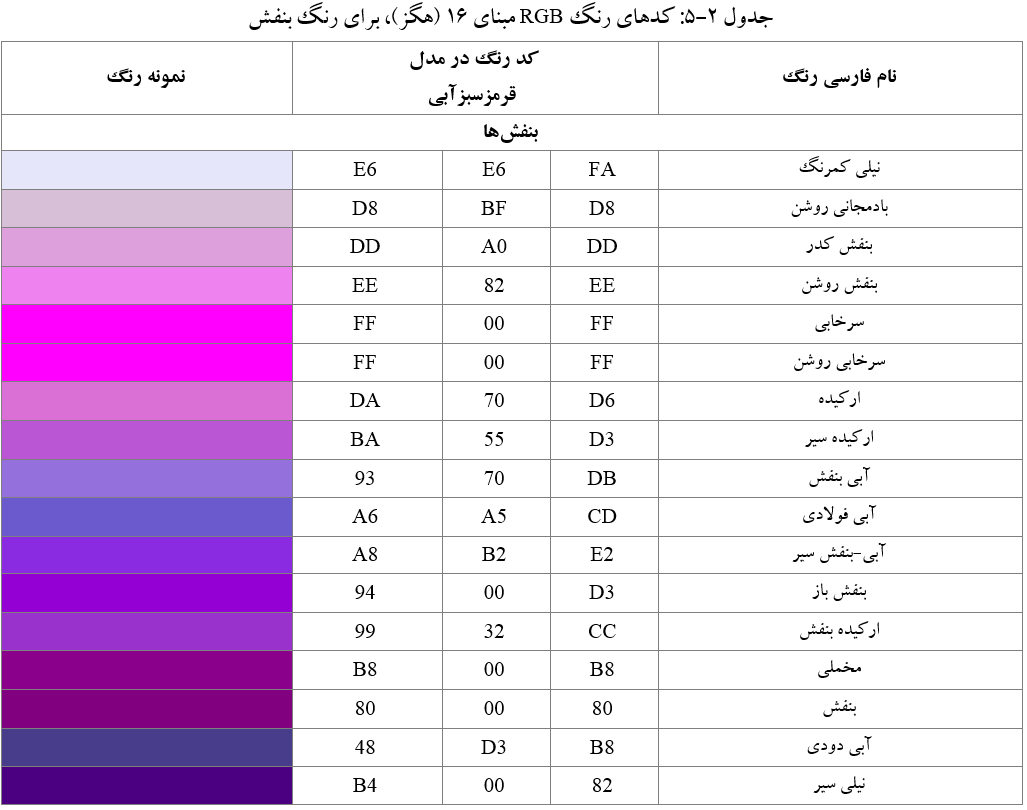 جدول ۲-۵: کدهای رنگ RGB مبنای ۱۶ (هگز)، برای رنگ بنفش
نام فارسی رنگ کد رنگ در مدل قرمزسبزآبی نمونه رنگ
بنفش‌ها
نیلی کمرنگ FA E6 E6
بادمجانی روشن D8 BF D8
بنفش کدر DD A0 DD
بنفش روشن EE 82 EE
سرخابی FF 00 FF
سرخابی روشن FF 00 FF
ارکیده D6 70 DA
ارکیده سیر D3 55 BA
آبی بنفش DB 70 93
آبی فولادی CD A5 A6
آبی-بنفش سیر E2 B2 A8
بنفش باز D3 00 94
ارکیده بنفش CC 32 99
مخملی B8 00 B8
بنفش 80 00 80
آبی دودی B8 D3 48
نیلی سیر 82 00 B4